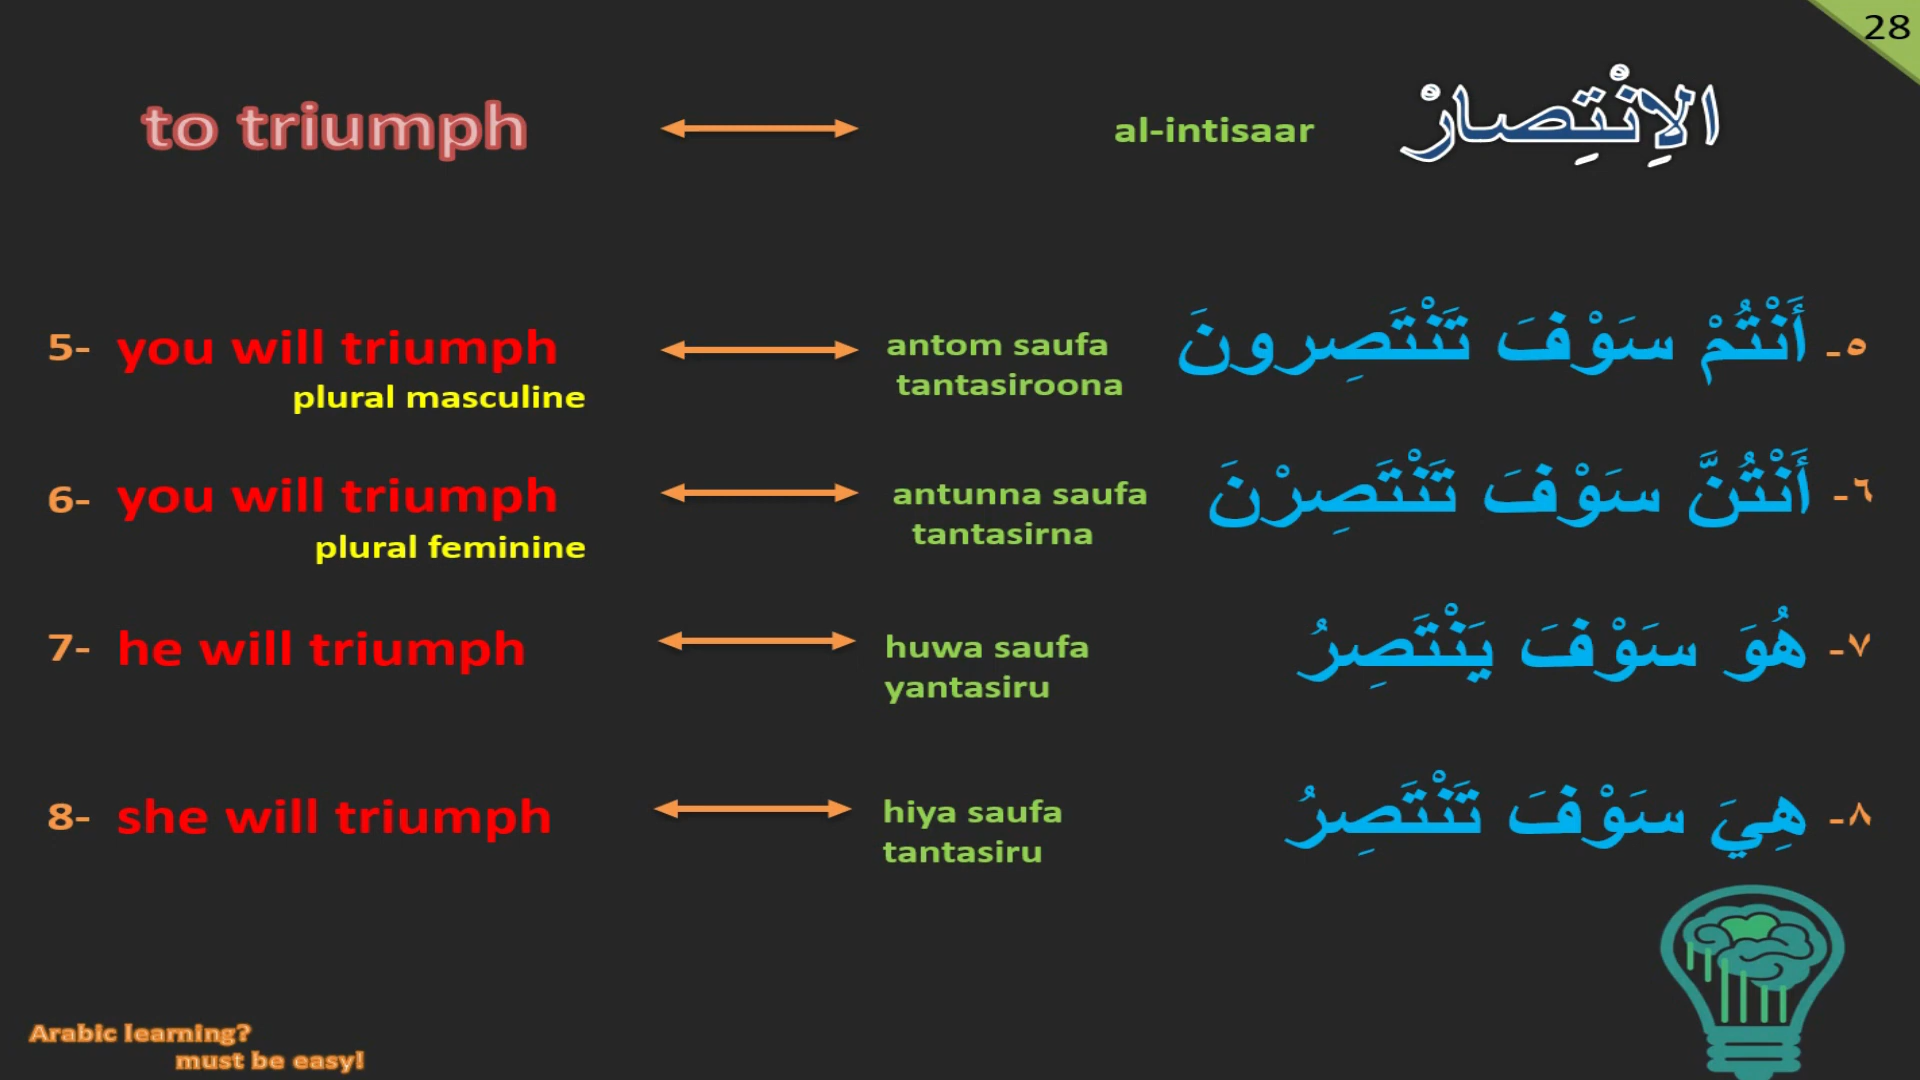 28
to triumph al-intisaar الاِنْتِصارْ
5- you will triumph antom saufa أَنْتُمْ سَوْفَ تَنْتَصِرونَ ٥-
plural masculine tantasiroona
6- you will triumph antunna saufa أَنْتُنَّ سَوْفَ تَنْتَصِرْنَ ٦-
plural feminine tantasirna
7- he will triumph huwa saufa هُوَ سَوْفَ يَنْتَصِرُ ٧-
yantasiru
8- she will triumph hiya saufa هِيَ سَوْفَ تَنْتَصِرُ ٨-
tantasiru
Arabic learning?
must be easy!